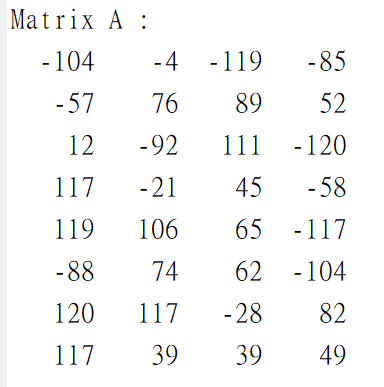 Matrix A :
-104 -4 -119 -85
-57 76 89 52
12 -92 111 -120
117 -21 45 -58
119 106 65 -117
-88 74 62 -104
120 117 -28 82
117 39 39 49